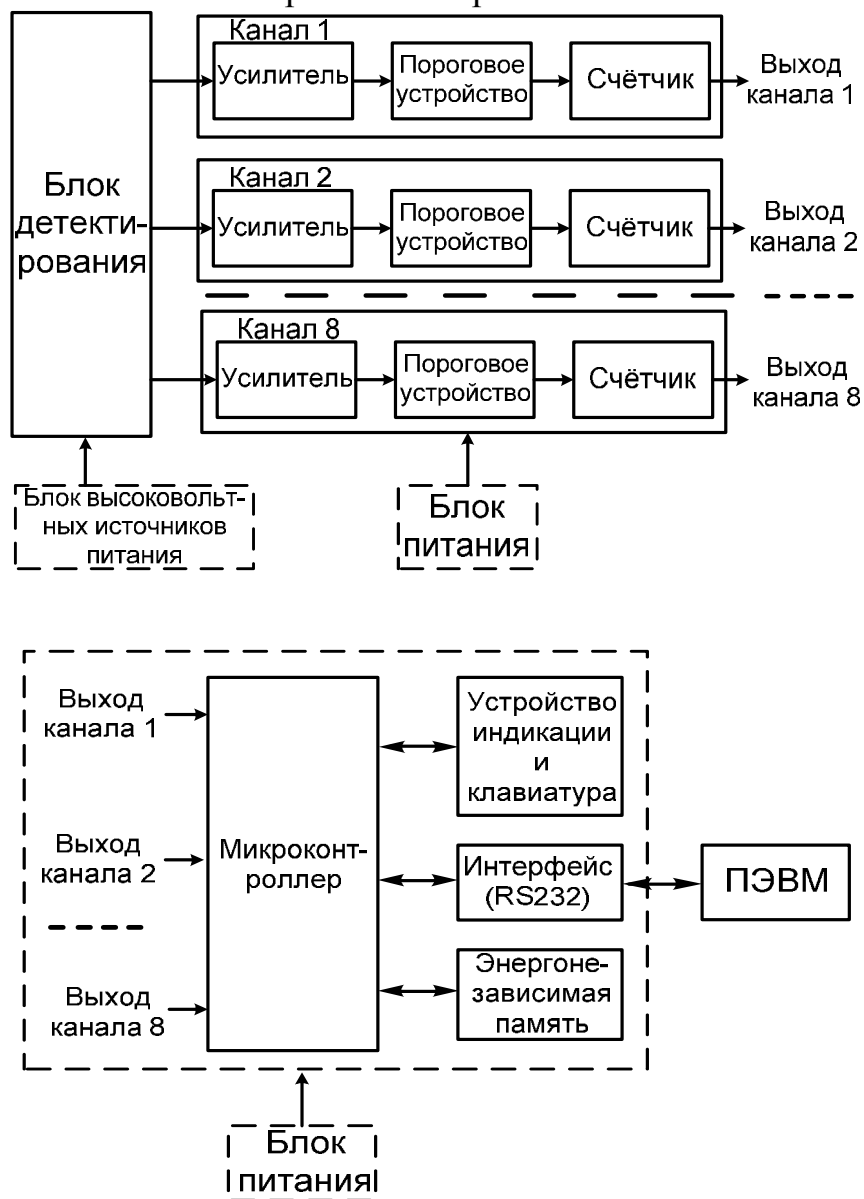 Канал 1
Усилитель
Пороговое
устройство
Счётчик
Выход
канала 1
Блок
детекти-
рования
Канал 2
Усилитель
Пороговое
устройство
Счётчик
Выход
канала 2
Канал 8
Усилитель
Пороговое
устройство
Счётчик
Выход
канала 8
Блок высоковольт-
ных источников
питания
Блок
питания
Выход
канала 1
Выход
канала 2
Выход
канала 8
Микроконт-
роллер
Устройство
индикации
и
клавиатура
Интерфейс
(RS232)
Энергоне-
зависимая
память
ПЭВМ
Блок
питания